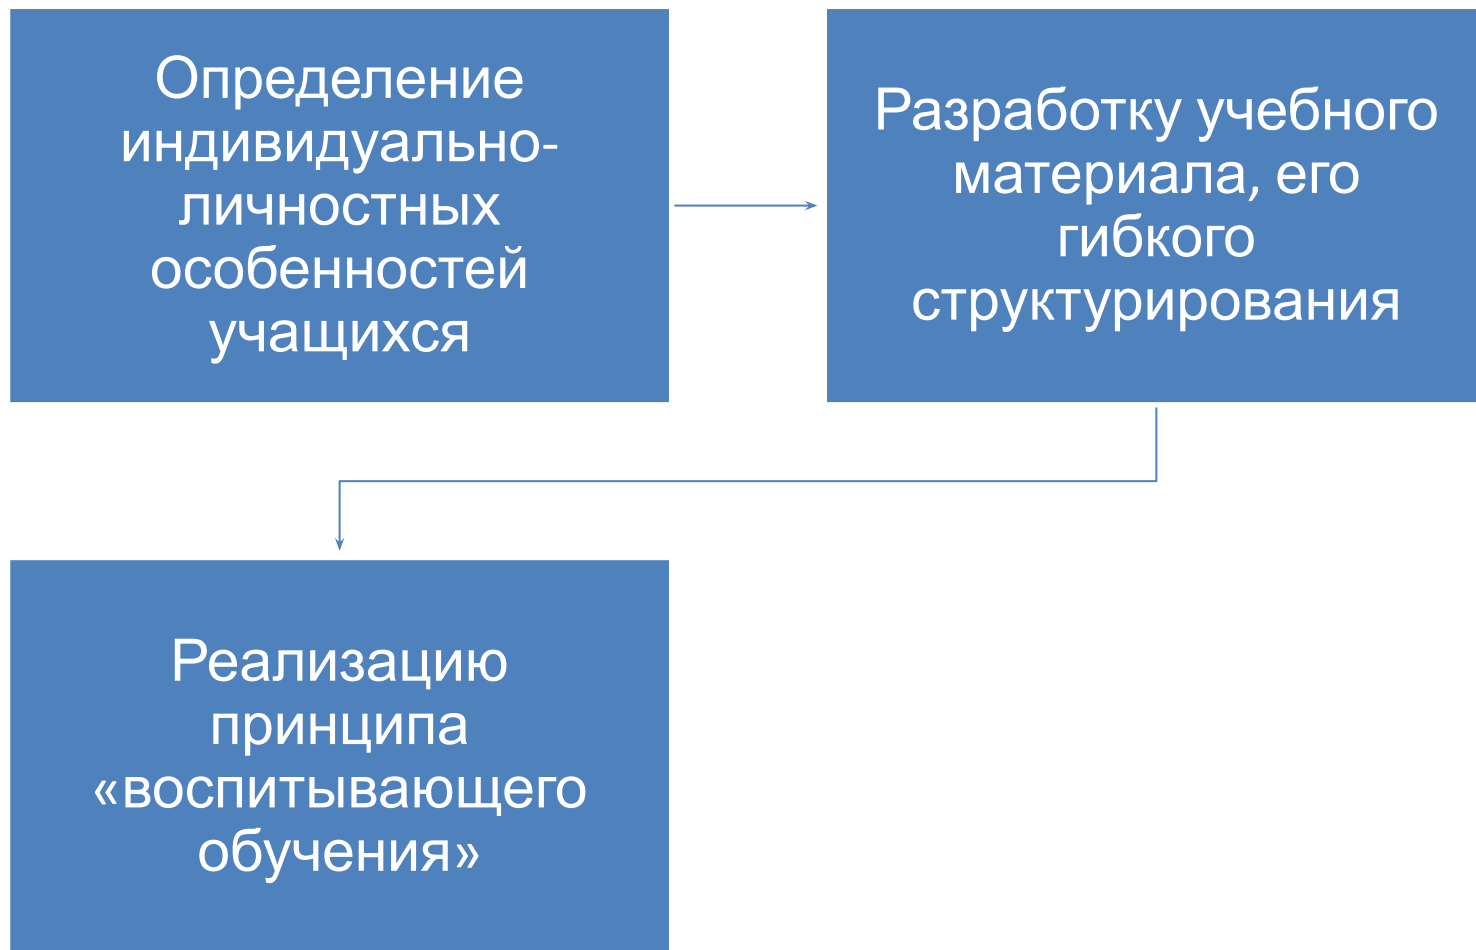 Определение
индивидуально-
личностных
особенностей
учащихся
Разработку учебного
материала, его
гибкого
структурирования
Реализацию
принципа
«воспитывающего
обучения»